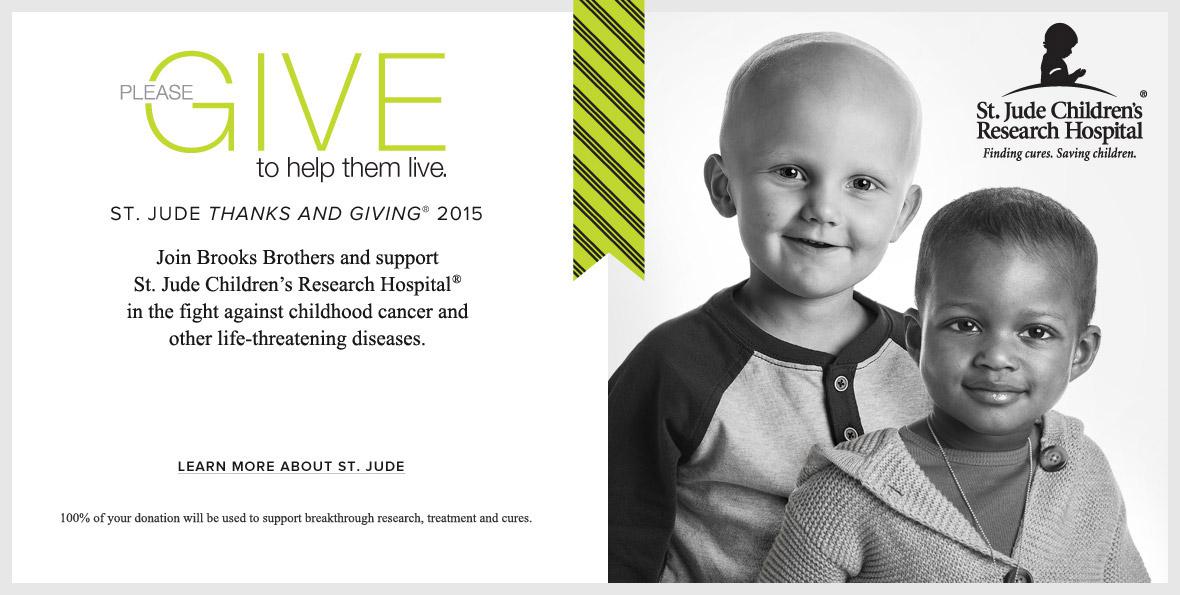 PLEASE GIVE
to help them live.
ST. JUDE THANKS AND GIVING® 2015
Join Brooks Brothers and support
St. Jude Children’s Research Hospital®
in the fight against childhood cancer and
other life-threatening diseases.
LEARN MORE ABOUT ST. JUDE
100% of your donation will be used to support breakthrough research, treatment and cures.
St. Jude Children's
Research Hospital®
Finding cures. Saving children.